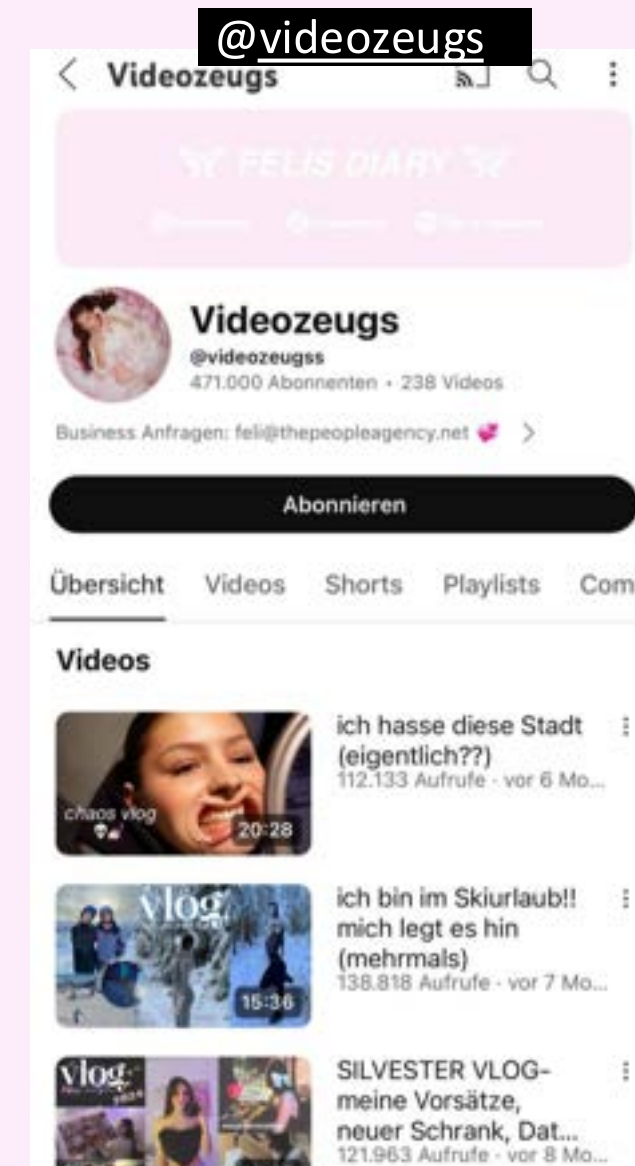 @videozeugs
Videozeugs
FELIS DIARY
Videozeugs
@videozeugss
471.000 Abonnenten • 238 Videos
Business Anfragen: feli@thepeopleagency.net 💞 >
Abonnieren
Übersicht Videos Shorts Playlists Com
Videos
chaos vlog
20:28
ich hasse diese Stadt
(eigentlich??)
112.133 Aufrufe · vor 6 Mo...
vlog
15:36
ich bin im Skiurlaub!!
mich legt es hin
(mehrmals)
138.818 Aufrufe · vor 7 Mo...
vlog
SILVESTER VLOG-
meine Vorsätze,
neuer Schrank, Dat...
121.963 Aufrufe · vor 8 Mo...